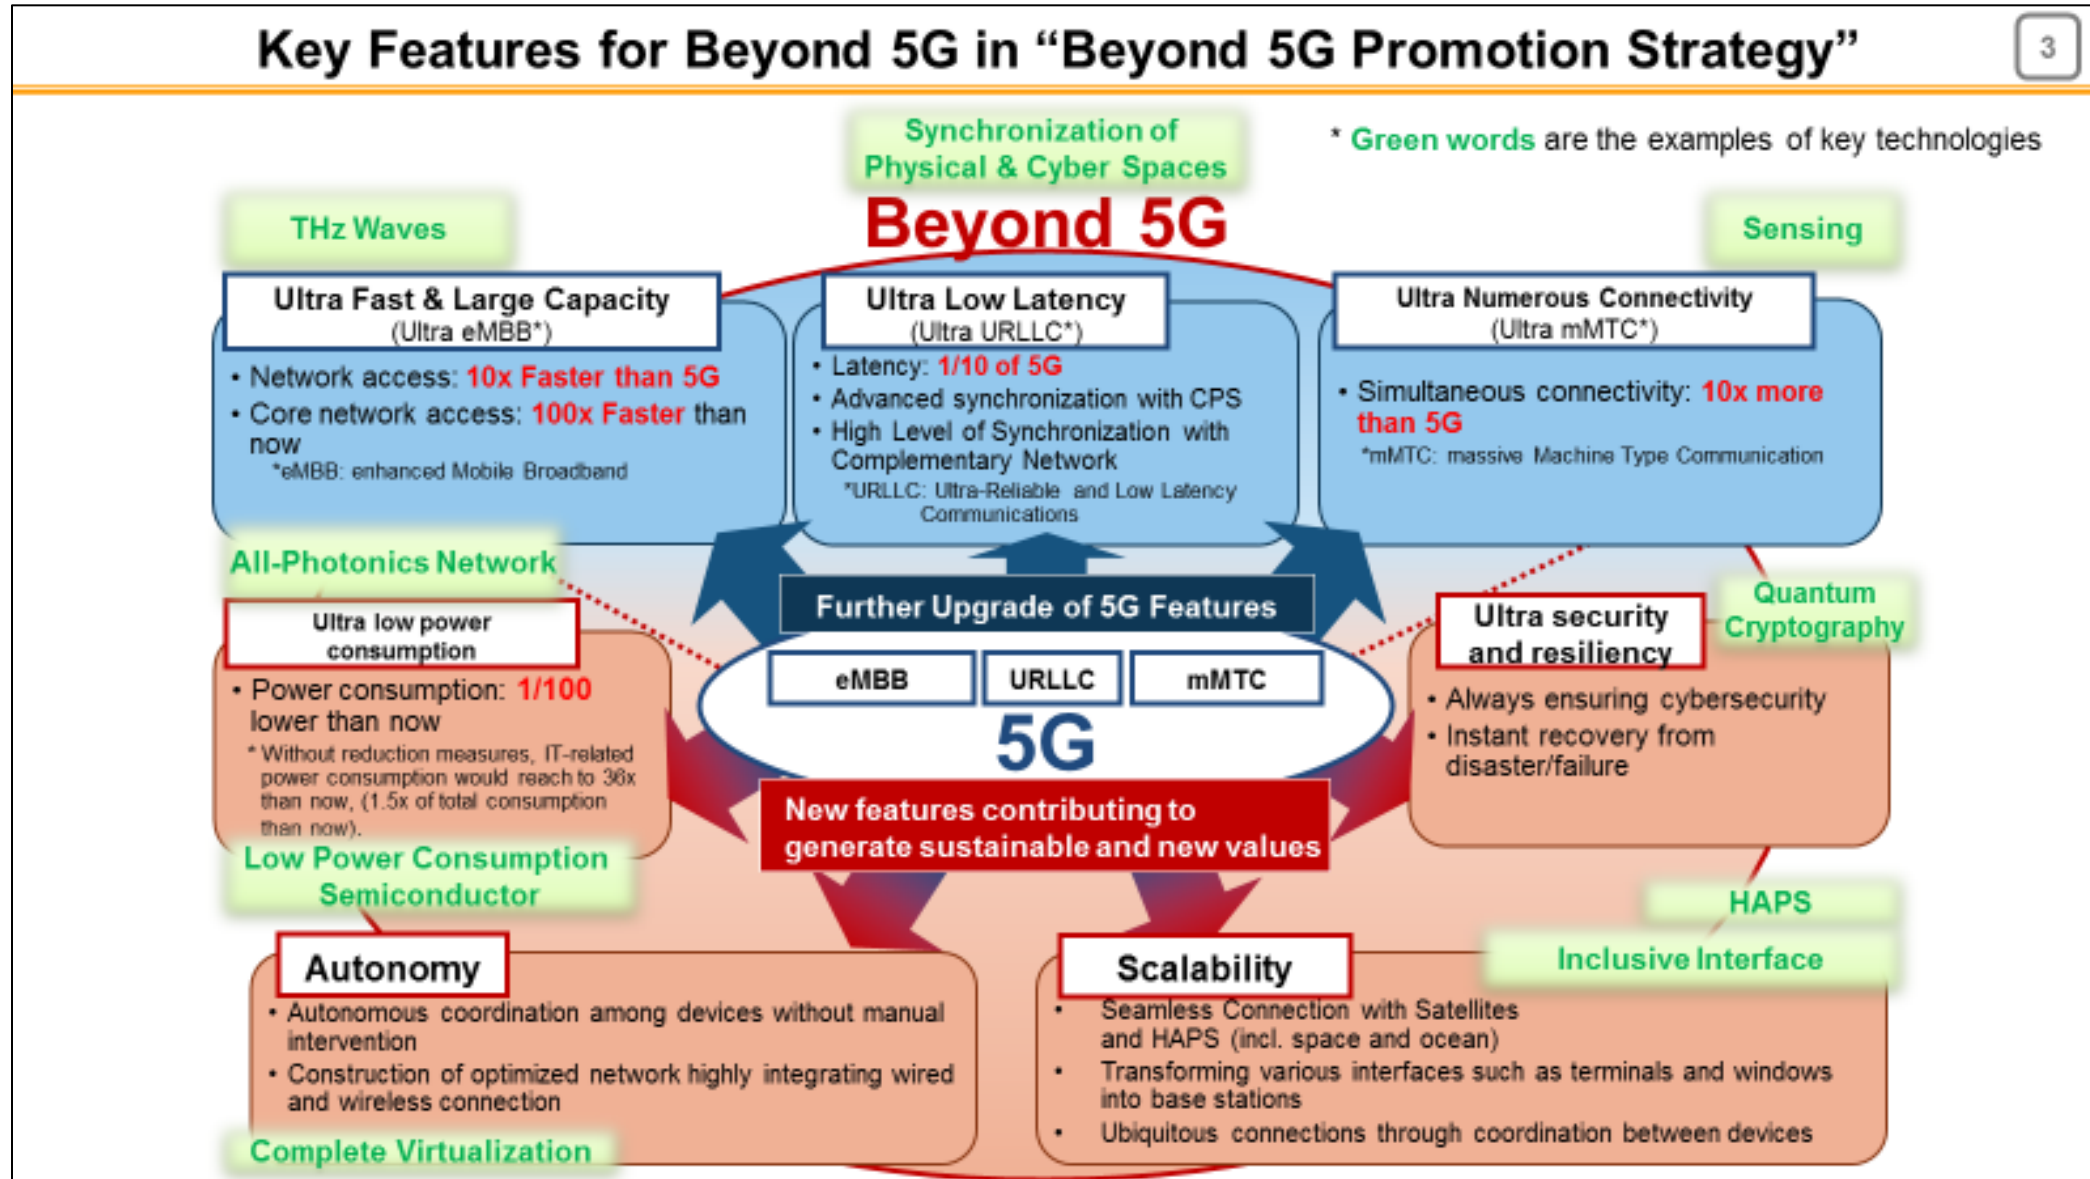 Key Features for Beyond 5G in “Beyond 5G Promotion Strategy”
3
Synchronization of
Physical & Cyber Spaces
* Green words are the examples of key technologies
Beyond 5G
THz Waves
Sensing
Ultra Fast & Large Capacity
(Ultra eMBB*)
• Network access: 10x Faster than 5G
• Core network access: 100x Faster than
now
*eMBB: enhanced Mobile Broadband
Ultra Low Latency
(Ultra URLLC*)
• Latency: 1/10 of 5G
• Advanced synchronization with CPS
• High Level of Synchronization with
Complementary Network
*URLLC: Ultra-Reliable and Low Latency
Communications
Ultra Numerous Connectivity
(Ultra mMTC*)
• Simultaneous connectivity: 10x more
than 5G
*mMTC: massive Machine Type Communication
All-Photonics Network
Further Upgrade of 5G Features
eMBB
URLLC
mMTC
5G
New features contributing to
generate sustainable and new values
Ultra low power
consumption
• Power consumption: 1/100
lower than now
* Without reduction measures, IT-related
power consumption would reach to 36x
than now, (1.5x of total consumption
than now).
Low Power Consumption
Semiconductor
Quantum
Cryptography
Ultra security
and resiliency
• Always ensuring cybersecurity
• Instant recovery from
disaster/failure
HAPS
Inclusive Interface
Autonomy
• Autonomous coordination among devices without manual
intervention
• Construction of optimized network highly integrating wired
and wireless connection
Complete Virtualization
Scalability
• Seamless Connection with Satellites
and HAPS (incl. space and ocean)
• Transforming various interfaces such as terminals and windows
into base stations
• Ubiquitous connections through coordination between devices